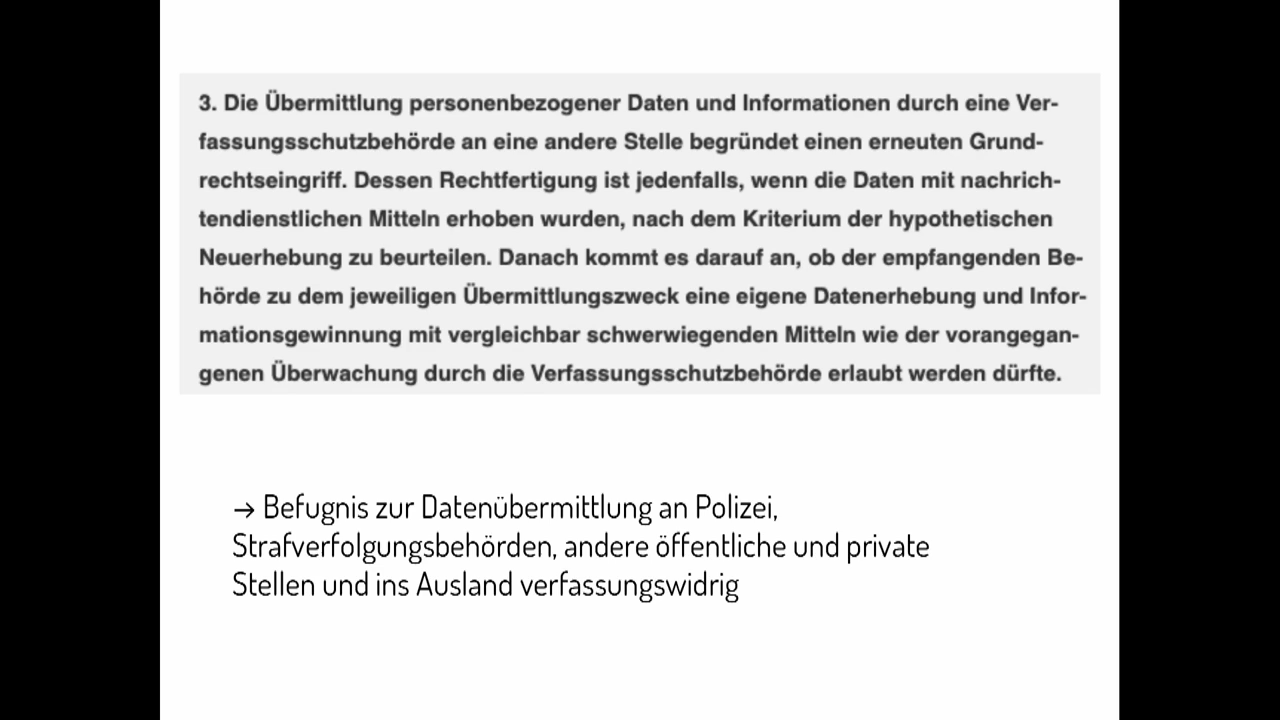 3. Die Übermittlung personenbezogener Daten und Informationen durch eine Ver-
fassungsschutzbehörde an eine andere Stelle begründet einen erneuten Grund-
rechtseingriff. Dessen Rechtfertigung ist jedenfalls, wenn die Daten mit nachrich-
tendienstlichen Mitteln erhoben wurden, nach dem Kriterium der hypothetischen
Neuerhebung zu beurteilen. Danach kommt es darauf an, ob der empfangenden Be-
hörde zu dem jeweiligen Übermittlungszweck eine eigene Datenerhebung und Infor-
mationsgewinnung mit vergleichbar schwerwiegenden Mitteln wie der vorangegan-
genen Überwachung durch die Verfassungsschutzbehörde erlaubt werden dürfte.
→ Befugnis zur Datenübermittlung an Polizei,
Strafverfolgungsbehörden, andere öffentliche und private
Stellen und ins Ausland verfassungswidrig